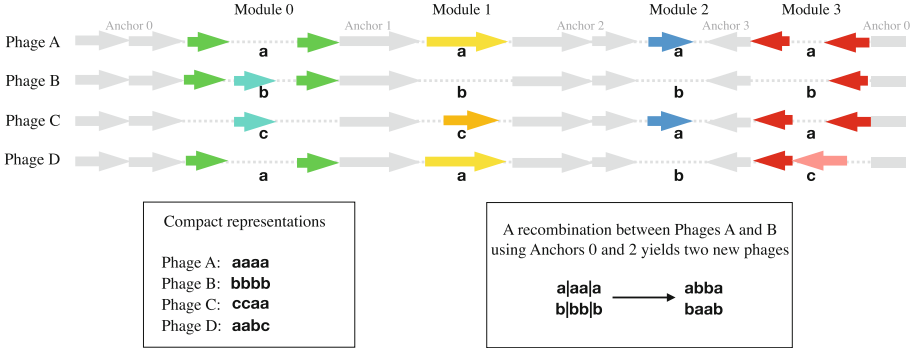 Module 0 Module 1 Module 2 Module 3
Anchor 0 Anchor 1 Anchor 2 Anchor 3 Anchor 0
Phage A
a a a a
Phage B
b b b b
Phage C
c c a a
Phage D
a a b c
Compact representations
Phage A: aaaa
Phage B: bbbb
Phage C: ccaa
Phage D: aabc
A recombination between Phages A and B
using Anchors 0 and 2 yields two new phages
a|aa|a abba
b|bb|b baab